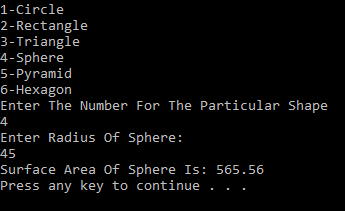 1-Circle
2-Rectangle
3-Triangle
4-Sphere
5-Pyramid
6-Hexagon
Enter The Number For The Particular Shape
4
Enter Radius Of Sphere:
45
Surface Area Of Sphere Is: 565.56
Press any key to continue . . .